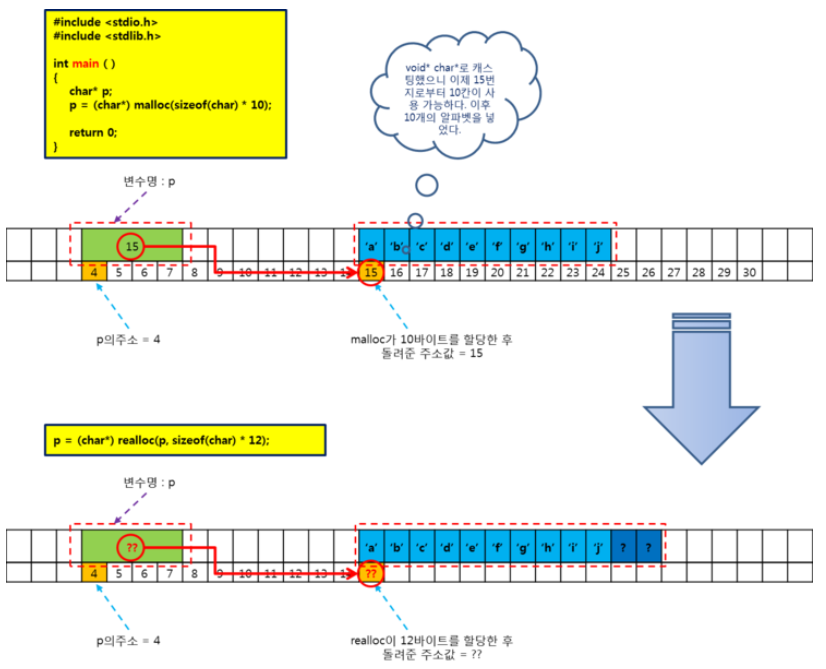 #include <stdio.h>
#include <stdlib.h>
int main ( )
{
char* p;
p = (char*) malloc(sizeof(char) * 10);
return 0;
}
void* char*로 캐스
팅했으니 이제 15번
지로부터 10칸이 사
용 가능하다. 이후
10개의 알파벳을 넣
었다.
변수명 : p
15 'a' 'b' 'c' 'd' 'e' 'f' 'g' 'h' 'i' 'j'
4 5 6 7 8 9 10 11 12 13 15 16 17 18 19 20 21 22 23 24 25 26 27 28 29 30
p의주소 = 4
malloc가 10바이트를 할당한 후
돌려준 주소값 = 15
p = (char*) realloc(p, sizeof(char) * 12);
변수명 : p
?? 'a' 'b' 'c' 'd' 'e' 'f' 'g' 'h' 'i' 'j' ? ?
4 5 6 7 8 9 10 11 12 13 ??
p의주소 = 4
realloc이 12바이트를 할당한 후
돌려준 주소값 = ??